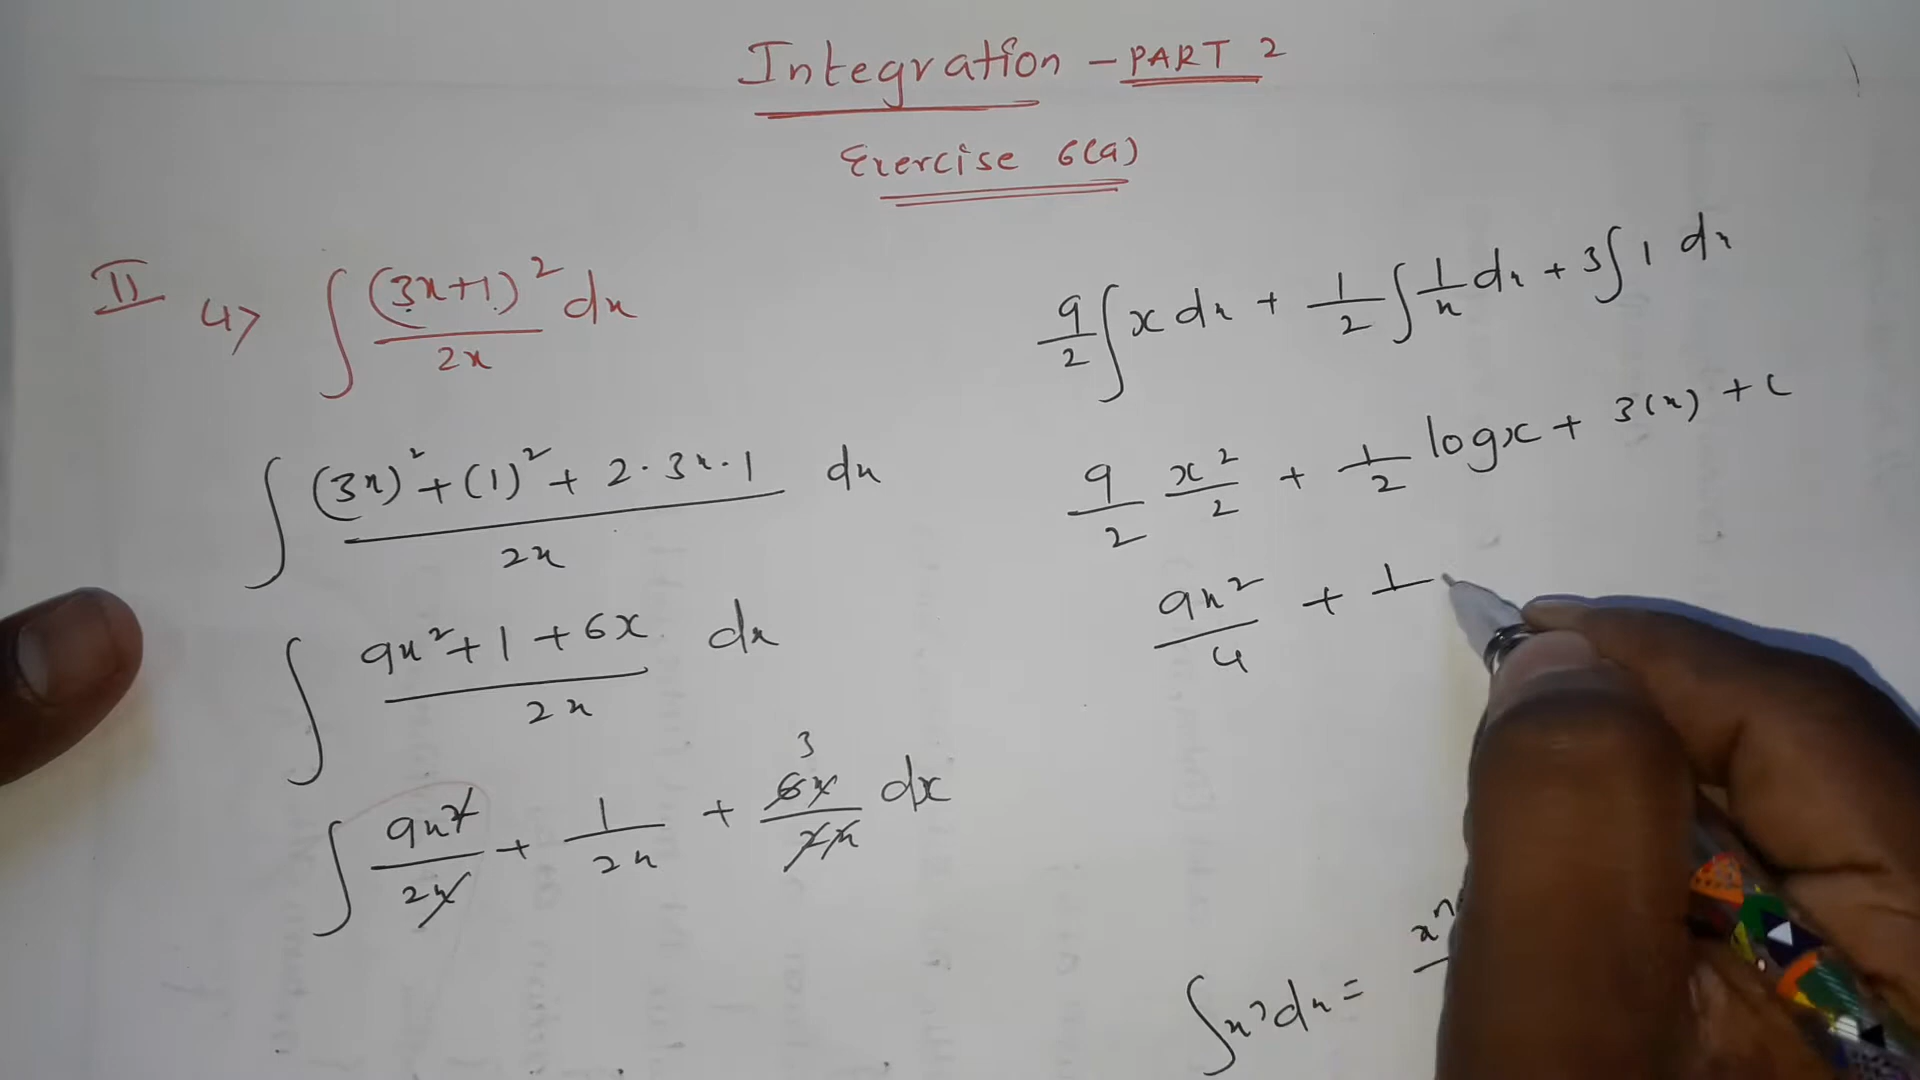 Integration - PART 2
Exercise 6(a)
II 4> ∫ (3x+1)² / 2x dx
∫ (3x)² + (1)² + 2·3x·1 / 2x dx
∫ 9x² + 1 + 6x / 2x dx
3
∫ 9x² / 2x + 1 / 2x + 6x / 2x dx
9/2 ∫ x dx + 1/2 ∫ 1/x dx + 3∫ 1 dx
9/2 x²/2 + 1/2 log x + 3(x) + c
9x²/4 + 1
∫ xⁿ dx = xⁿ